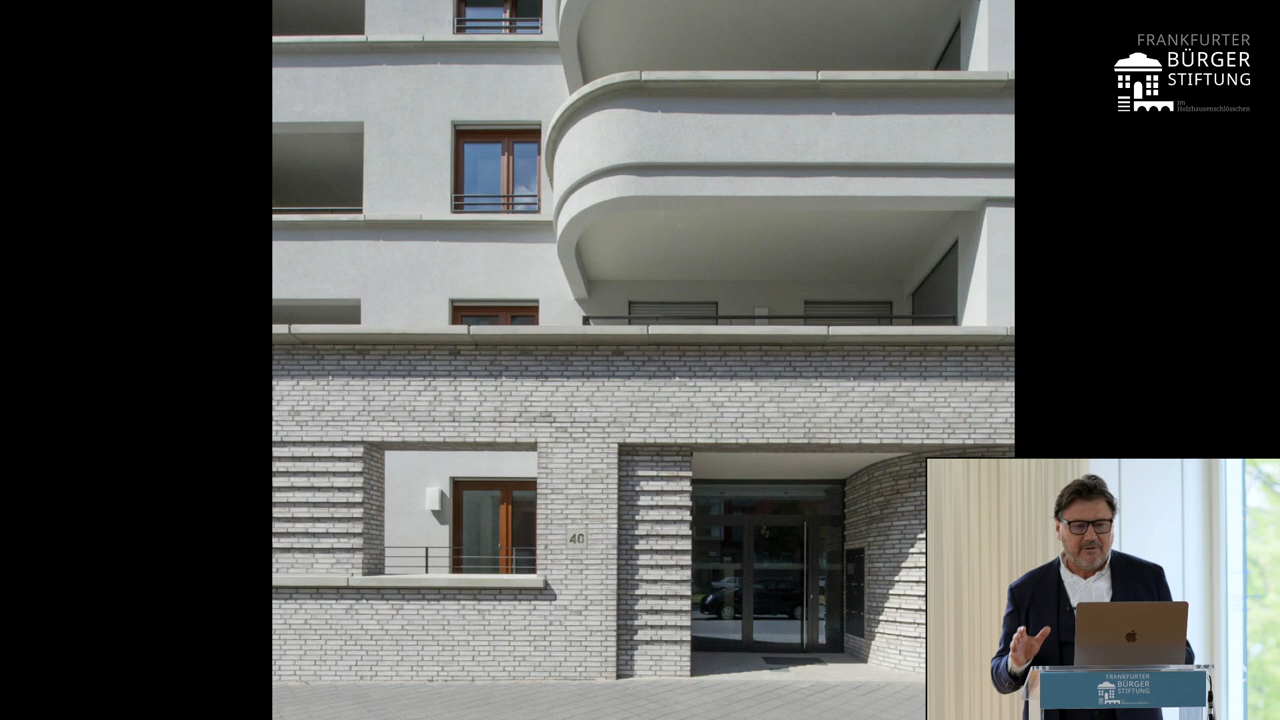 FRANKFURTER
BÜRGER
STIFTUNG
im
Holzhausenschlösschen
40
FRANKFURTER
BÜRGER
STIFTUNG